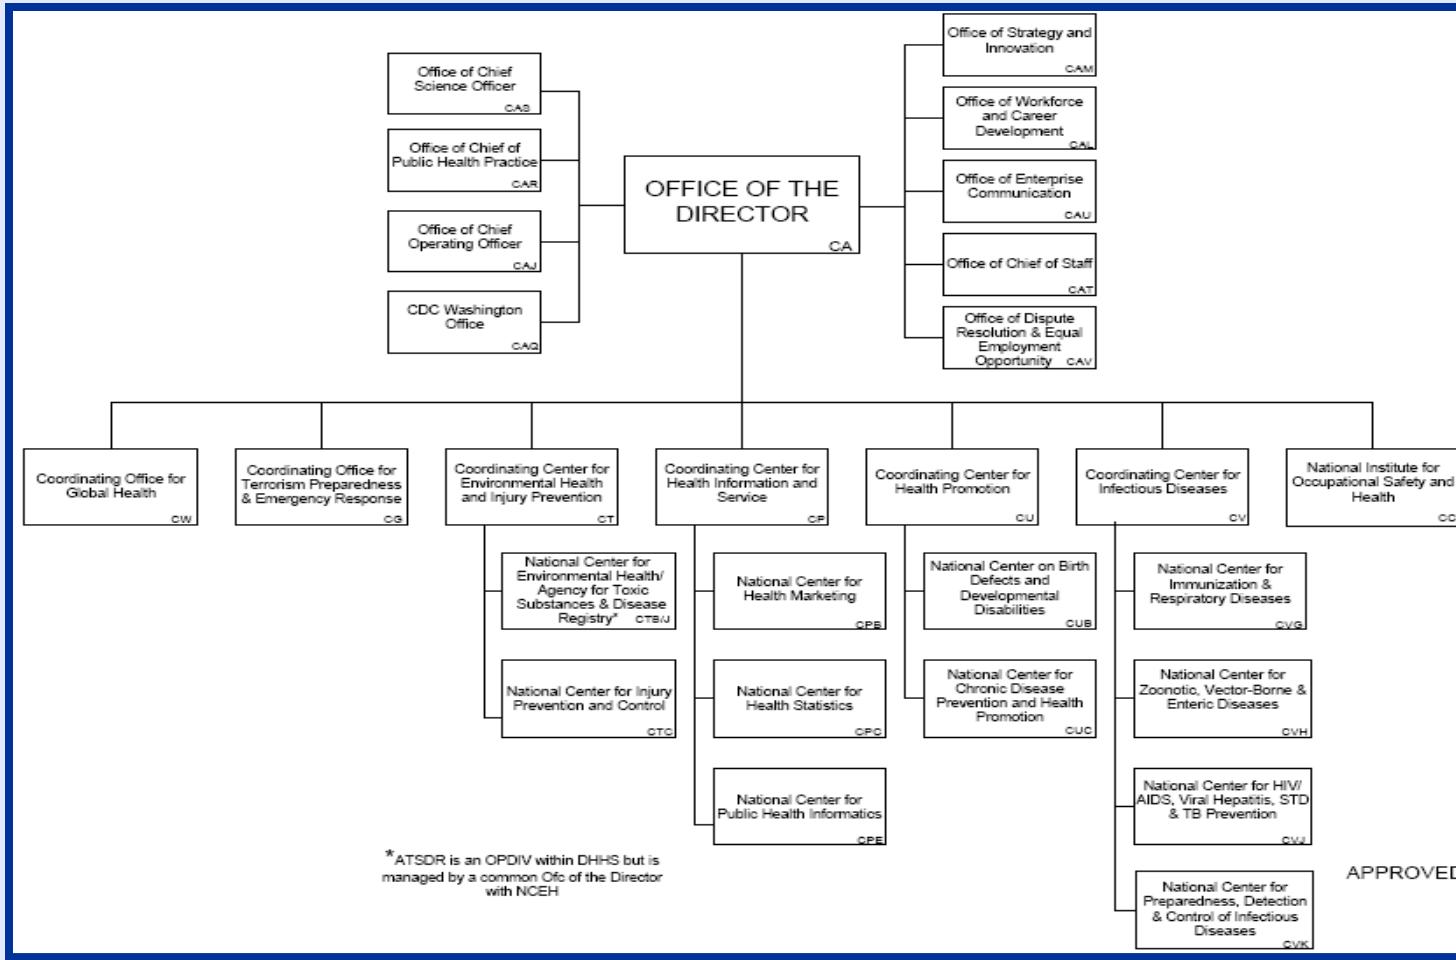 Office of Chief
Science Officer
CAS
Office of Chief of
Public Health Practice
CAR
Office of Chief
Operating Officer
CAJ
CDC Washington
Office
CAQ
OFFICE OF THE
DIRECTOR
CA
Office of Strategy and
Innovation
CAM
Office of Workforce
and Career
Development
CAL
Office of Enterprise
Communication
CAU
Office of Chief of Staff
CAT
Office of Dispute
Resolution & Equal
Employment
Opportunity CAV
Coordinating Office for
Global Health
CW
Coordinating Office for
Terrorism Preparedness
& Emergency Response
CG
Coordinating Center for
Environmental Health
and Injury Prevention
CT
Coordinating Center for
Health Information and
Service
CP
Coordinating Center for
Health Promotion
CU
Coordinating Center for
Infectious Diseases
CV
National Institute for
Occupational Safety and
Health
CC
National Center for
Environmental Health/
Agency for Toxic
Substances & Disease
Registry* CTB/J
National Center for Injury
Prevention and Control
CTC
National Center for
Health Marketing
CPB
National Center for
Health Statistics
CPC
National Center for
Public Health Informatics
CPE
National Center on Birth
Defects and
Developmental
Disabilities
CUB
National Center for
Chronic Disease
Prevention and Health
Promotion
CUC
National Center for
Immunization &
Respiratory Diseases
CVG
National Center for
Zoonotic, Vector-Borne &
Enteric Diseases
CVH
National Center for HIV/
AIDS, Viral Hepatitis, STD
& TB Prevention
CVJ
National Center for
Preparedness, Detection
& Control of Infectious
Diseases
CVK
*ATSDR is an OPDIV within DHHS but is
managed by a common Ofc of the Director
with NCEH
APPROVED